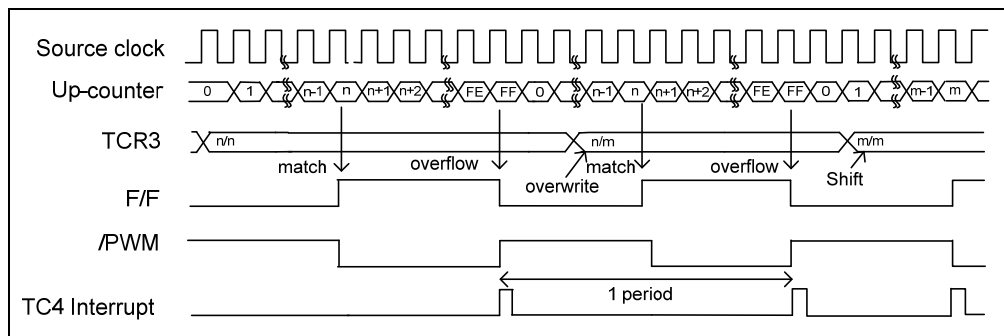 Source clock
Up-counter 0 1 n-1 n n+1 n+2 FE FF 0 n-1 n n+1 n+2 FE FF 0 1 m-1 m
TCR3 n/n n/m m/m
match overflow overwrite match overflow Shift
F/F
/PWM
1 period
TC4 Interrupt